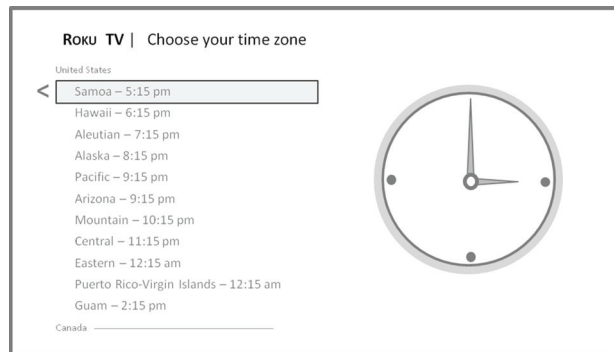 ROKU TV | Choose your time zone
United States
<
Samoa – 5:15 pm
Hawaii – 6:15 pm
Aleutian – 7:15 pm
Alaska – 8:15 pm
Pacific – 9:15 pm
Arizona – 9:15 pm
Mountain – 10:15 pm
Central – 11:15 pm
Eastern – 12:15 am
Puerto Rico-Virgin Islands – 12:15 am
Guam – 2:15 pm
Canada